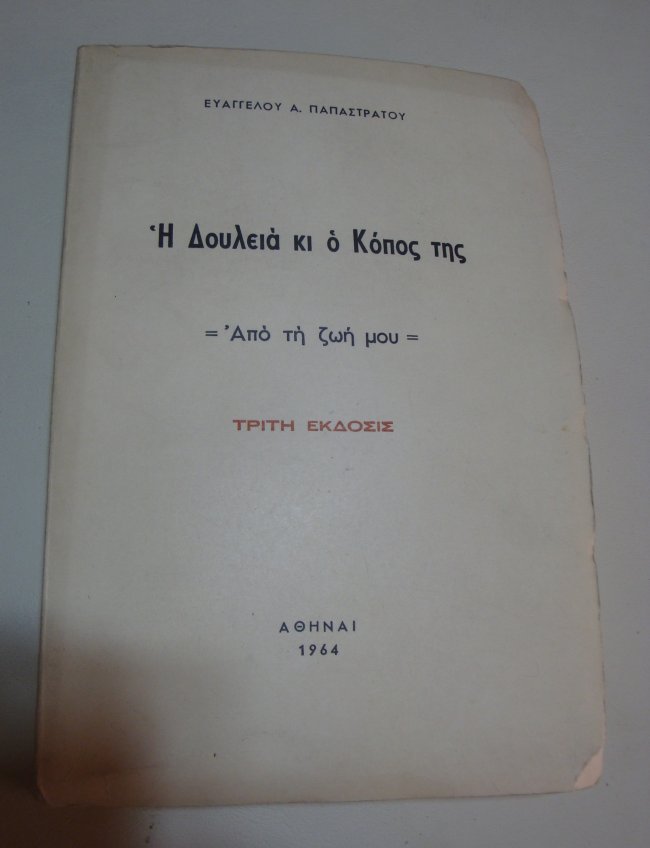 ΕΥΑΓΓΕΛΟΥ Α. ΠΑΠΑΣΤΡΑΤΟΥ
Ἡ Δουλειὰ κι ὁ Κόπος της
= Ἀπὸ τὴ ζωή μου =
ΤΡΙΤΗ ΕΚΔΟΣΙΣ
ΑΘΗΝΑΙ
1964